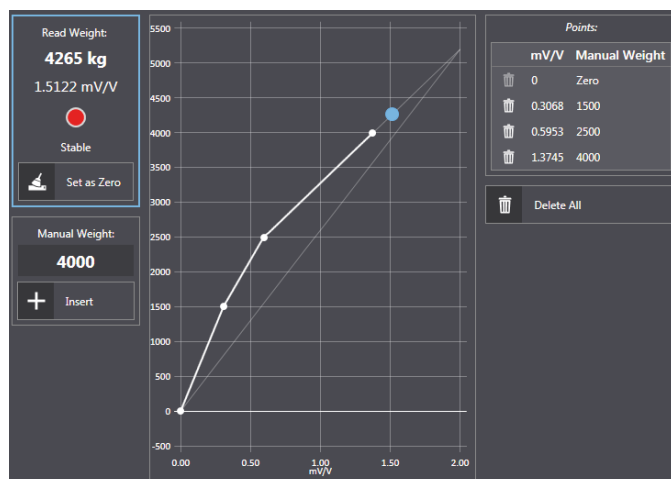 Read Weight:
4265 kg
1.5122 mV/V
Stable
Set as Zero
Manual Weight:
4000
Insert
5500
5000
4500
4000
3500
3000
2500
2000
1500
1000
500
0
-500
0.00 0.50 1.00 1.50 2.00
mV/V
Points:
mV/V Manual Weight
0 Zero
0.3068 1500
0.5953 2500
1.3745 4000
Delete All